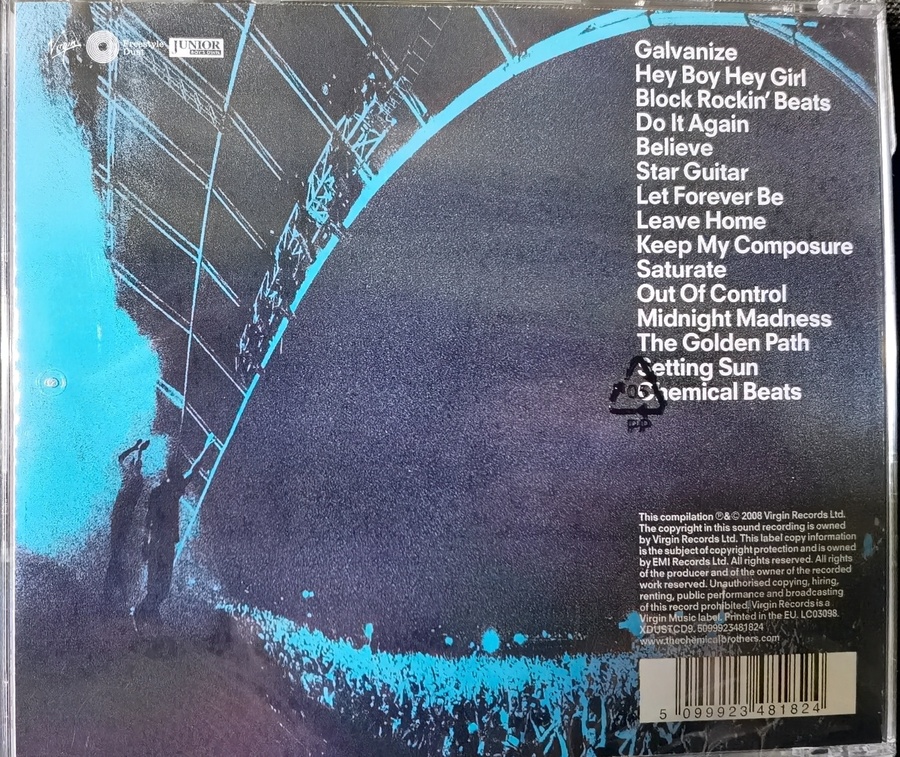 Virgin Freestyle Dust JUNIOR BOY'S OWN
Galvanize
Hey Boy Hey Girl
Block Rockin' Beats
Do It Again
Believe
Star Guitar
Let Forever Be
Leave Home
Keep My Composure
Saturate
Out Of Control
Midnight Madness
The Golden Path
Setting Sun
Chemical Beats
05
PP
This compilation ℗&© 2008 Virgin Records Ltd.
The copyright in this sound recording is owned
by Virgin Records Ltd. This label copy information
is the subject of copyright protection and is owned
by EMI Records Ltd. All rights reserved. All rights
of the producer and of the owner of the recorded
work reserved. Unauthorised copying, hiring,
renting, public performance and broadcasting
of this record prohibited. Virgin Records is a
Virgin Music label. Printed in the EU. LC03098.
XDUSTCD9. 5099923481824
www.thechemicalbrothers.com
5 099923 481824